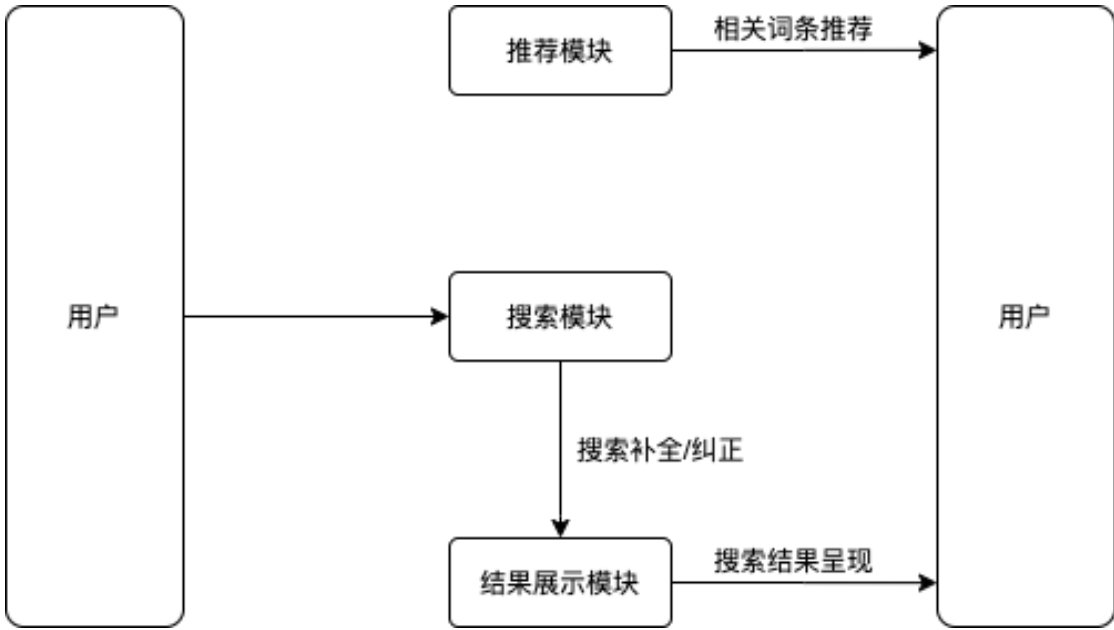 推荐模块
相关词条推荐
用户
搜索模块
用户
搜索补全/纠正
结果展示模块
搜索结果呈现